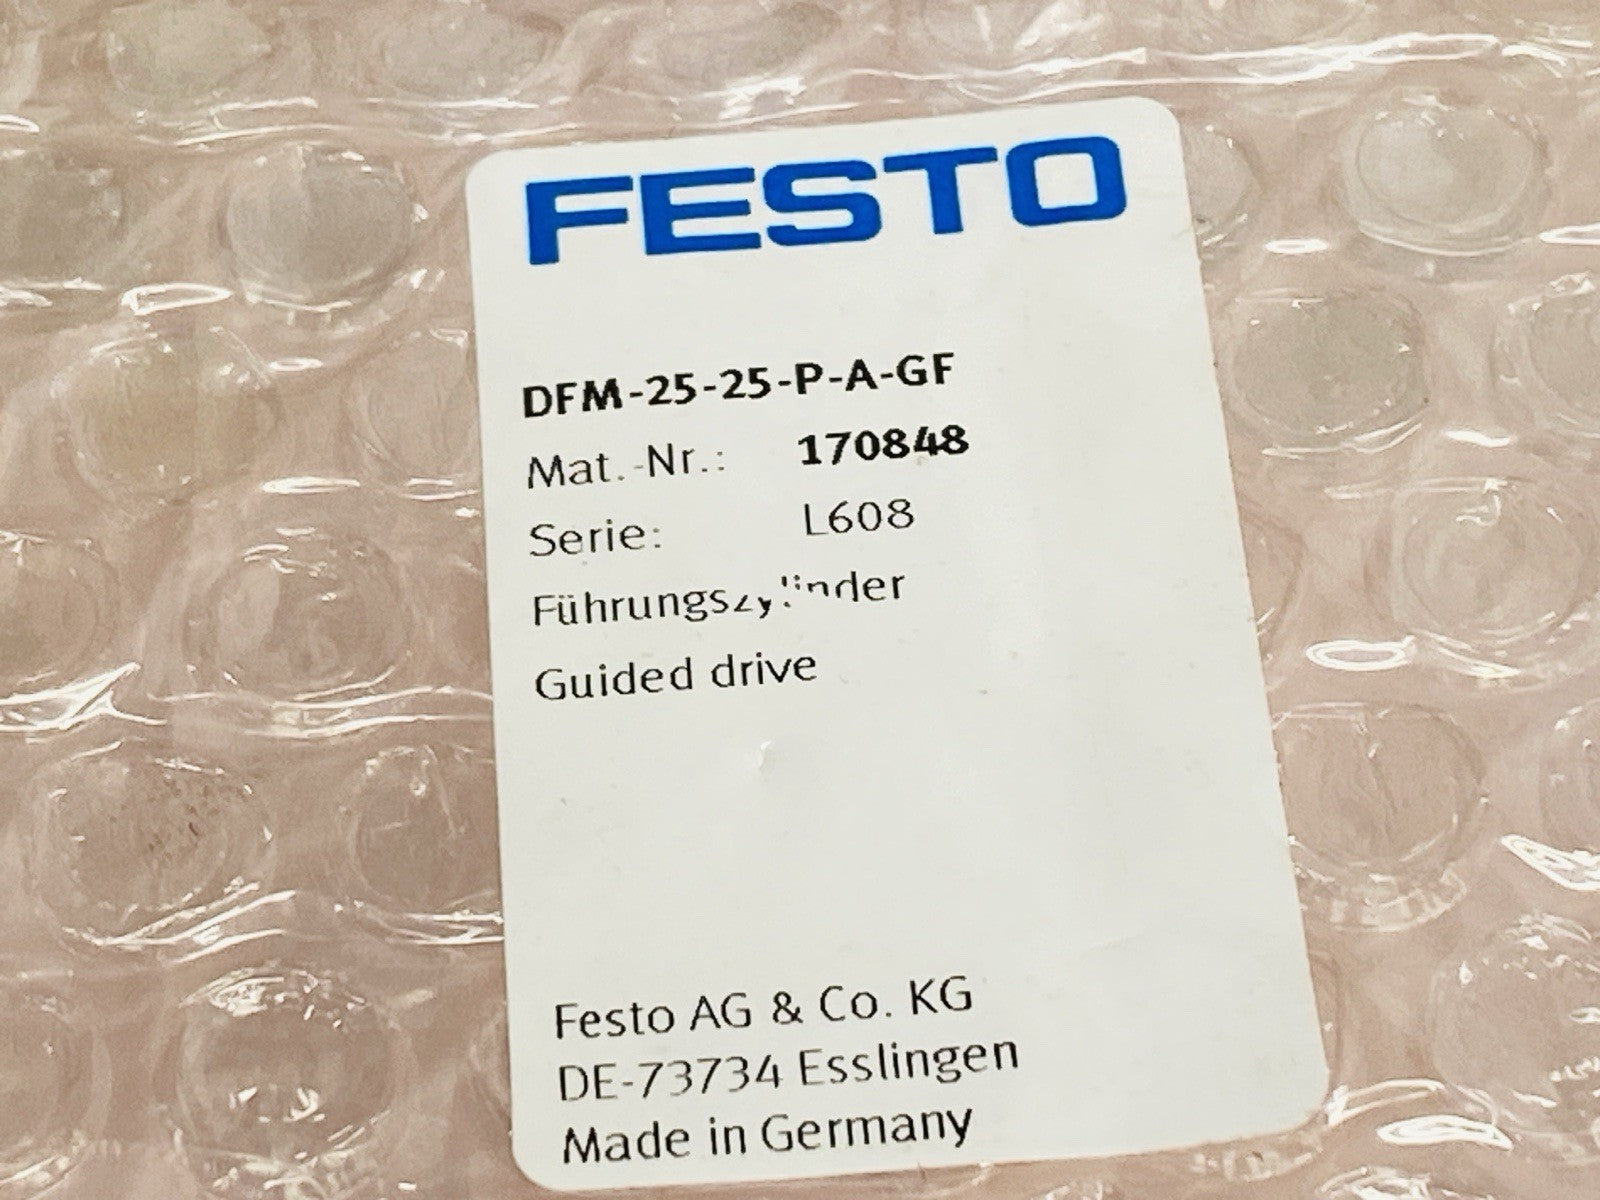 FESTO
DFM-25-25-P-A-GF
Mat.-Nr.: 170848
Serie: L608
Führungszylinder
Guided drive
Festo AG & Co. KG
DE-73734 Esslingen
Made in Germany